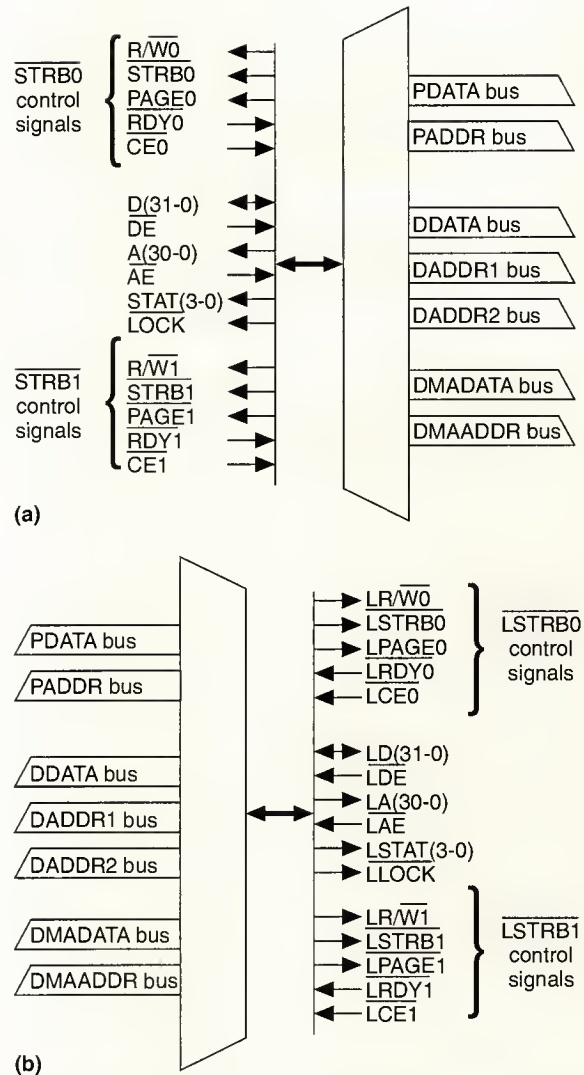 STRB0
control
signals
R/W0
STRB0
PAGE0
RDY0
CE0
D(31-0)
DE
A(30-0)
AE
STAT(3-0)
LOCK
STRB1
control
signals
R/W1
STRB1
PAGE1
RDY1
CE1
PDATA bus
PADDR bus
DDATA bus
DADDR1 bus
DADDR2 bus
DMADATA bus
DMAADDR bus
(a)
PDATA bus
PADDR bus
DDATA bus
DADDR1 bus
DADDR2 bus
DMADATA bus
DMAADDR bus
LR/W0
LSTRB0
LPAGE0
LRDY0
LCE0
LSTRB0
control
signals
LD(31-0)
LDE
LA(30-0)
LAE
LSTAT(3-0)
LLOCK
LR/W1
LSTRB1
LPAGE1
LRDY1
LCE1
LSTRB1
control
signals
(b)